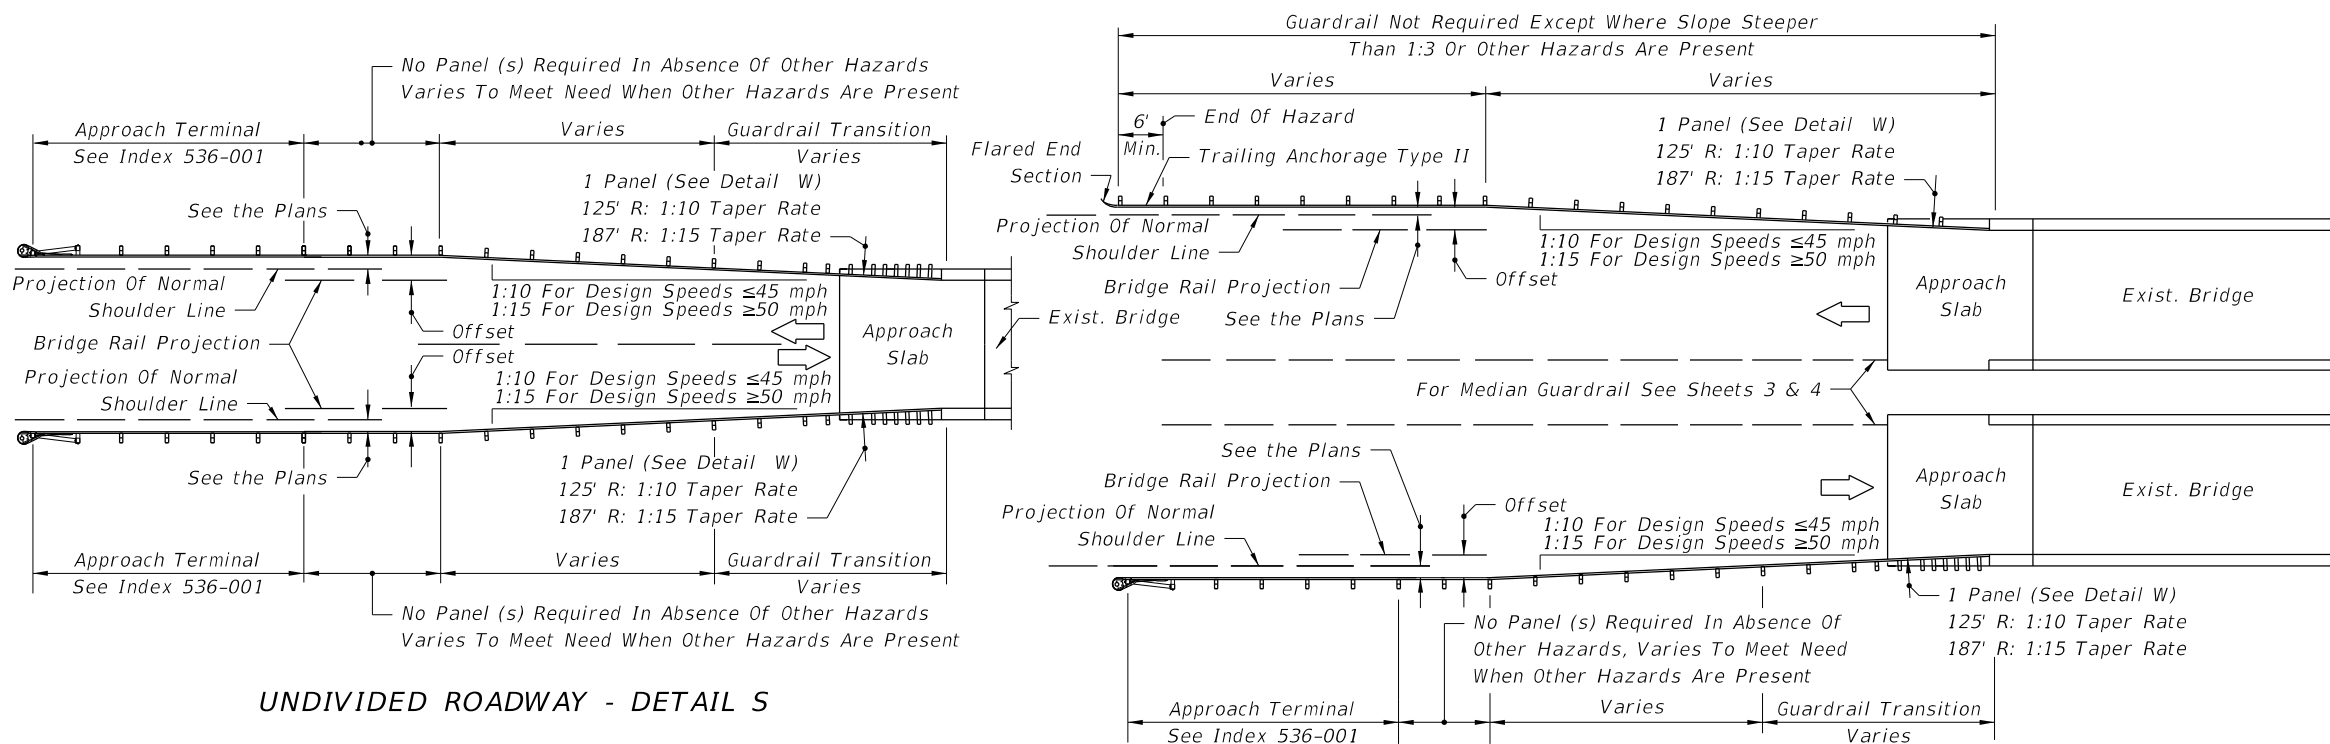 No Panel (s) Required In Absence Of Other Hazards
Varies To Meet Need When Other Hazards Are Present
Approach Terminal
See Index 536-001
Varies
Guardrail Transition
Varies
1 Panel (See Detail W)
125' R: 1:10 Taper Rate
187' R: 1:15 Taper Rate
See the Plans
Projection Of Normal
Shoulder Line
1:10 For Design Speeds ≤45 mph
1:15 For Design Speeds ≥50 mph
Offset
Bridge Rail Projection
Offset
Approach
Slab
Exist. Bridge
Projection Of Normal
Shoulder Line
1:10 For Design Speeds ≤45 mph
1:15 For Design Speeds ≥50 mph
See the Plans
1 Panel (See Detail W)
125' R: 1:10 Taper Rate
187' R: 1:15 Taper Rate
Approach Terminal
See Index 536-001
Varies
Guardrail Transition
Varies
No Panel (s) Required In Absence Of Other Hazards
Varies To Meet Need When Other Hazards Are Present
UNDIVIDED ROADWAY - DETAIL S
Guardrail Not Required Except Where Slope Steeper
Than 1:3 Or Other Hazards Are Present
Varies
Varies
6'
Min.
End Of Hazard
Flared End
Section
Trailing Anchorage Type II
1 Panel (See Detail W)
125' R: 1:10 Taper Rate
187' R: 1:15 Taper Rate
Projection Of Normal
Shoulder Line
1:10 For Design Speeds ≤45 mph
1:15 For Design Speeds ≥50 mph
Offset
Bridge Rail Projection
See the Plans
Approach
Slab
Exist. Bridge
For Median Guardrail See Sheets 3 & 4
See the Plans
Bridge Rail Projection
Projection Of Normal
Shoulder Line
Offset
1:10 For Design Speeds ≤45 mph
1:15 For Design Speeds ≥50 mph
Approach
Slab
Exist. Bridge
1 Panel (See Detail W)
125' R: 1:10 Taper Rate
187' R: 1:15 Taper Rate
No Panel (s) Required In Absence Of
Other Hazards, Varies To Meet Need
When Other Hazards Are Present
Approach Terminal
See Index 536-001
Varies
Guardrail Transition
Varies